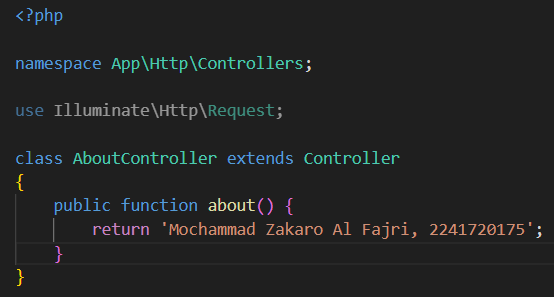 <?php
namespace App\Http\Controllers;
use Illuminate\Http\Request;
class AboutController extends Controller
{
    public function about() {
        return 'Mochammad Zakaro Al Fajri, 2241720175';
    }
}